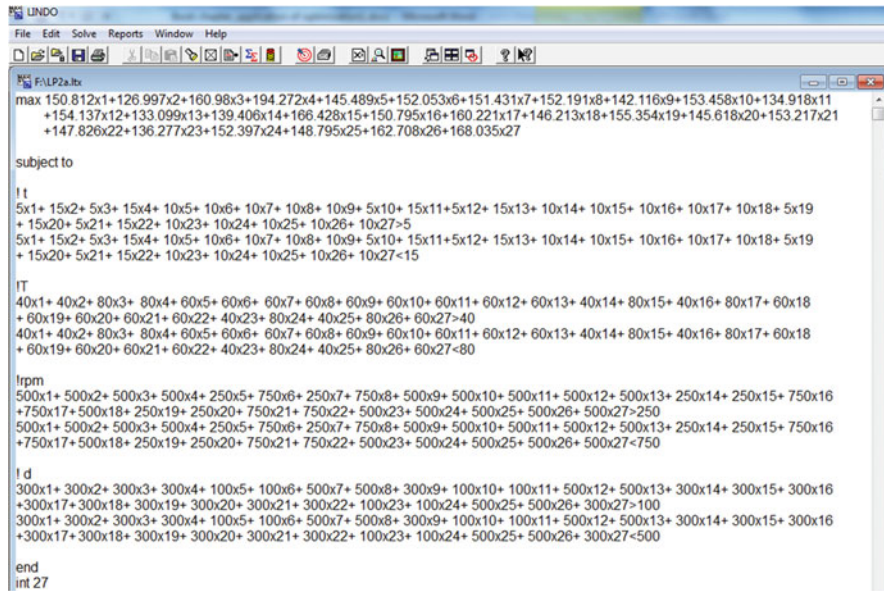 LINDO
File Edit Solve Reports Window Help
F:\LP2a.ltx
max 150.812x1+126.997x2+160.98x3+194.272x4+145.489x5+152.053x6+151.431x7+152.191x8+142.116x9+153.458x10+134.918x11
+154.137x12+133.099x13+139.406x14+166.428x15+150.795x16+160.221x17+146.213x18+155.354x19+145.618x20+153.217x21
+147.826x22+136.277x23+152.397x24+148.795x25+162.708x26+168.035x27
subject to
! t
5x1+ 15x2+ 5x3+ 15x4+ 10x5+ 10x6+ 10x7+ 10x8+ 10x9+ 5x10+ 15x11+5x12+ 15x13+ 10x14+ 10x15+ 10x16+ 10x17+ 10x18+ 5x19
+ 15x20+ 5x21+ 15x22+ 10x23+ 10x24+ 10x25+ 10x26+ 10x27>5
5x1+ 15x2+ 5x3+ 15x4+ 10x5+ 10x6+ 10x7+ 10x8+ 10x9+ 5x10+ 15x11+5x12+ 15x13+ 10x14+ 10x15+ 10x16+ 10x17+ 10x18+ 5x19
+ 15x20+ 5x21+ 15x22+ 10x23+ 10x24+ 10x25+ 10x26+ 10x27<15
!T
40x1+ 40x2+ 80x3+ 80x4+ 60x5+ 60x6+ 60x7+ 60x8+ 60x9+ 60x10+ 60x11+ 60x12+ 60x13+ 40x14+ 80x15+ 40x16+ 80x17+ 60x18
+ 60x19+ 60x20+ 60x21+ 60x22+ 40x23+ 80x24+ 40x25+ 80x26+ 60x27>40
40x1+ 40x2+ 80x3+ 80x4+ 60x5+ 60x6+ 60x7+ 60x8+ 60x9+ 60x10+ 60x11+ 60x12+ 60x13+ 40x14+ 80x15+ 40x16+ 80x17+ 60x18
+ 60x19+ 60x20+ 60x21+ 60x22+ 40x23+ 80x24+ 40x25+ 80x26+ 60x27<80
!rpm
500x1+ 500x2+ 500x3+ 500x4+ 250x5+ 750x6+ 250x7+ 750x8+ 500x9+ 500x10+ 500x11+ 500x12+ 500x13+ 250x14+ 250x15+ 750x16
+750x17+ 500x18+ 250x19+ 250x20+ 750x21+ 750x22+ 500x23+ 500x24+ 500x25+ 500x26+ 500x27>250
500x1+ 500x2+ 500x3+ 500x4+ 250x5+ 750x6+ 250x7+ 750x8+ 500x9+ 500x10+ 500x11+ 500x12+ 500x13+ 250x14+ 250x15+ 750x16
+750x17+ 500x18+ 250x19+ 250x20+ 750x21+ 750x22+ 500x23+ 500x24+ 500x25+ 500x26+ 500x27<750
! d
300x1+ 300x2+ 300x3+ 300x4+ 100x5+ 100x6+ 500x7+ 500x8+ 300x9+ 100x10+ 100x11+ 500x12+ 500x13+ 300x14+ 300x15+ 300x16
+300x17+ 300x18+ 300x19+ 300x20+ 300x21+ 300x22+ 100x23+ 100x24+ 500x25+ 500x26+ 300x27>100
300x1+ 300x2+ 300x3+ 300x4+ 100x5+ 100x6+ 500x7+ 500x8+ 300x9+ 100x10+ 100x11+ 500x12+ 500x13+ 300x14+ 300x15+ 300x16
+300x17+ 300x18+ 300x19+ 300x20+ 300x21+ 300x22+ 100x23+ 100x24+ 500x25+ 500x26+ 300x27<500
end
int 27